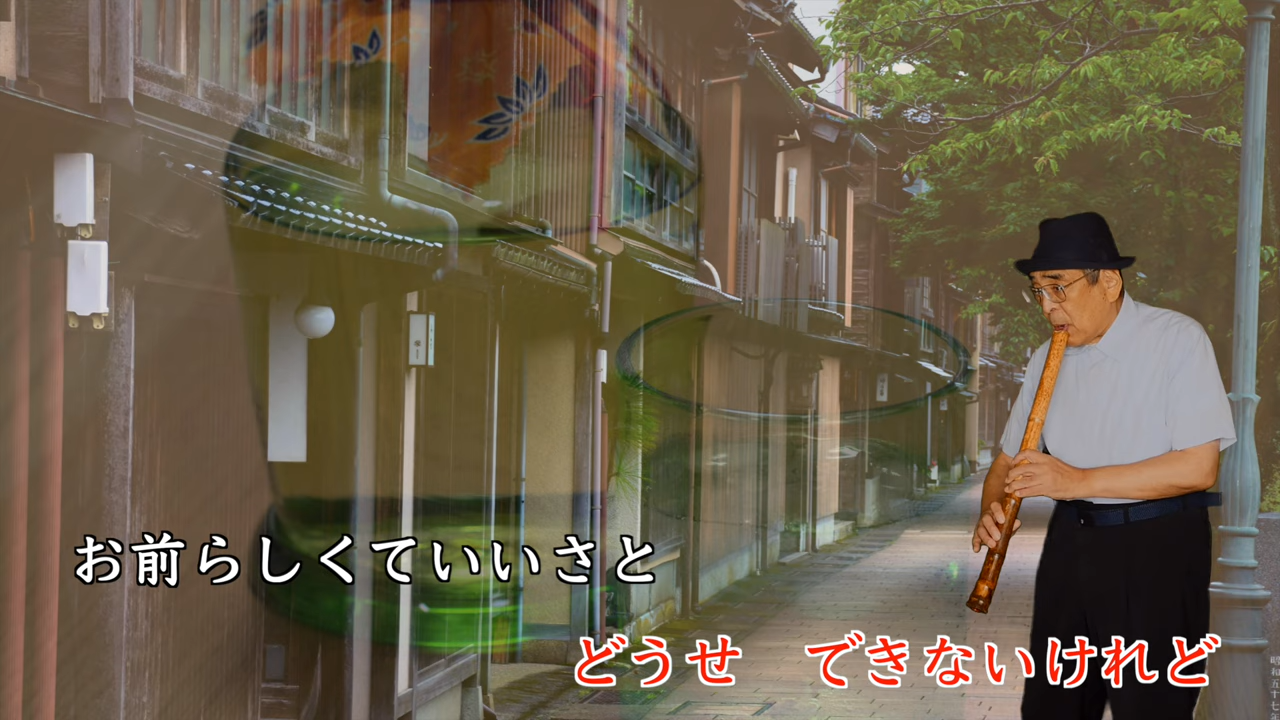 お前らしくていいさと
どうせ　できないけれど